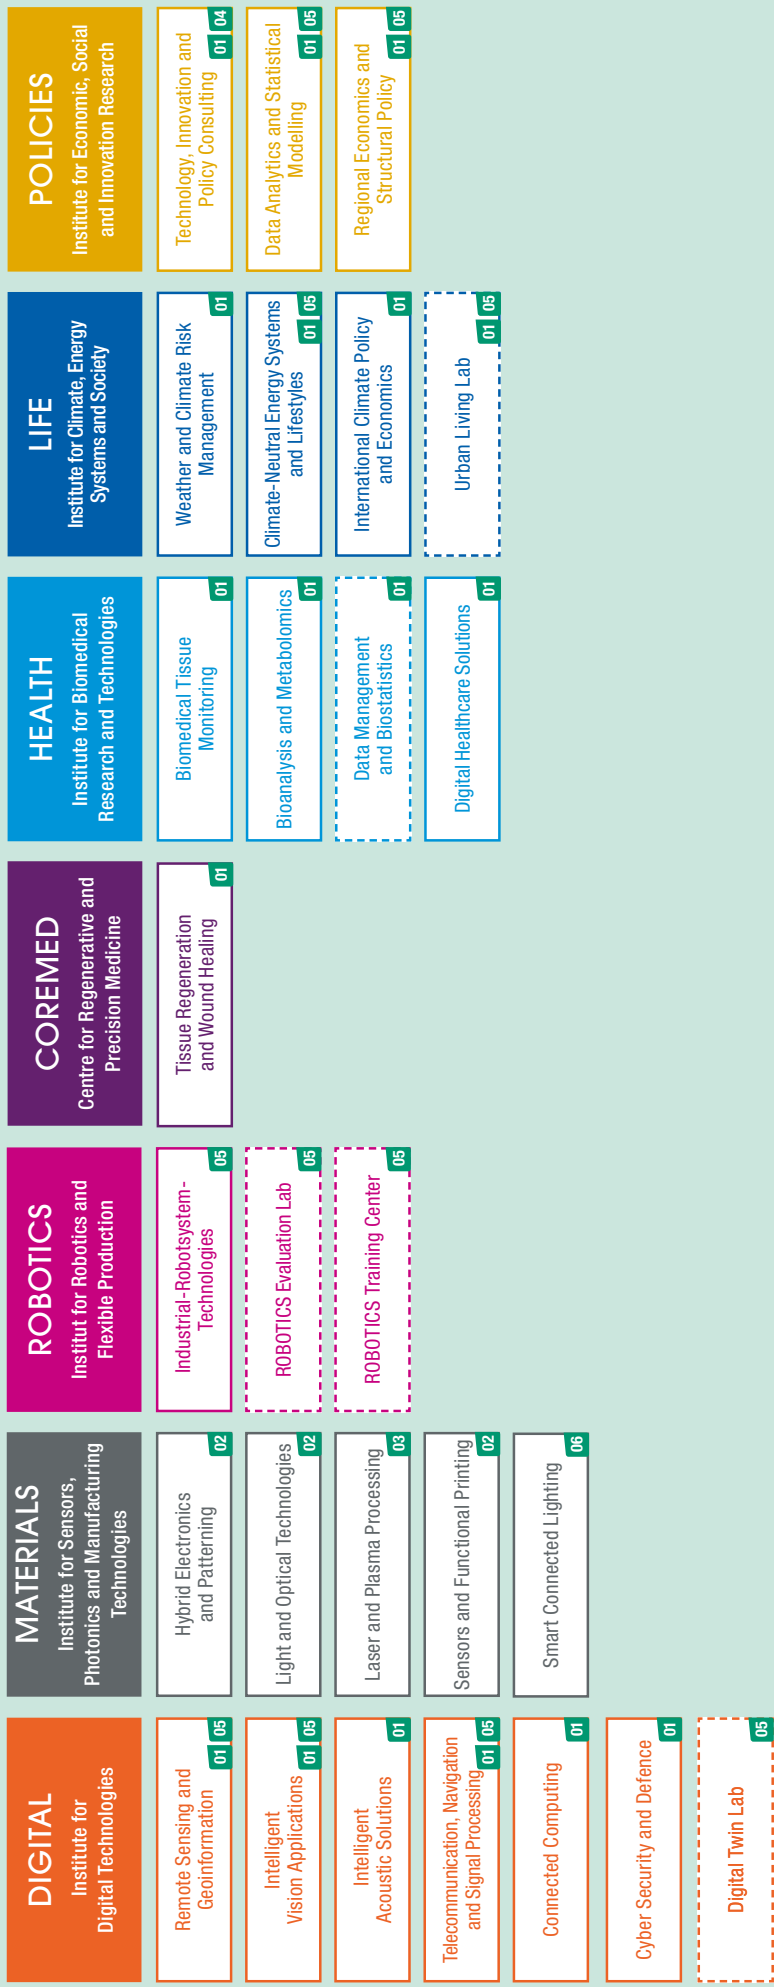 DIGITAL
Institute for
Digital Technologies
Remote Sensing and
Geoinformation
01 05
Intelligent
Vision Applications
01 05
Intelligent
Acoustic Solutions
01
Telecommunication, Navigation
and Signal Processing
01 05
Connected Computing
01
Cyber Security and Defence
01
Digital Twin Lab
05
MATERIALS
Institute for Sensors,
Photonics and Manufacturing
Technologies
Hybrid Electronics
and Patterning
02
Light and Optical Technologies
02
Laser and Plasma Processing
03
Sensors and Functional Printing
02
Smart Connected Lighting
06
ROBOTICS
Institut for Robotics and
Flexible Production
Industrial-Robotsystem-
Technologies
05
ROBOTICS Evaluation Lab
05
ROBOTICS Training Center
05
COREMED
Centre for Regenerative and
Precision Medicine
Tissue Regeneration
and Wound Healing
01
HEALTH
Institute for Biomedical
Research and Technologies
Biomedical Tissue
Monitoring
01
Bioanalysis and Metabolomics
01
Data Management
and Biostatistics
01
Digital Healthcare Solutions
01
LIFE
Institute for Climate, Energy
Systems and Society
Weather and Climate Risk
Management
01
Climate-Neutral Energy Systems
and Lifestyles
01 05
International Climate Policy
and Economics
01
Urban Living Lab
01 05
POLICIES
Institute for Economic, Social
and Innovation Research
Technology, Innovation and
Policy Consulting
01 04
Data Analytics and Statistical
Modelling
01 05
Regional Economics and
Structural Policy
01 05